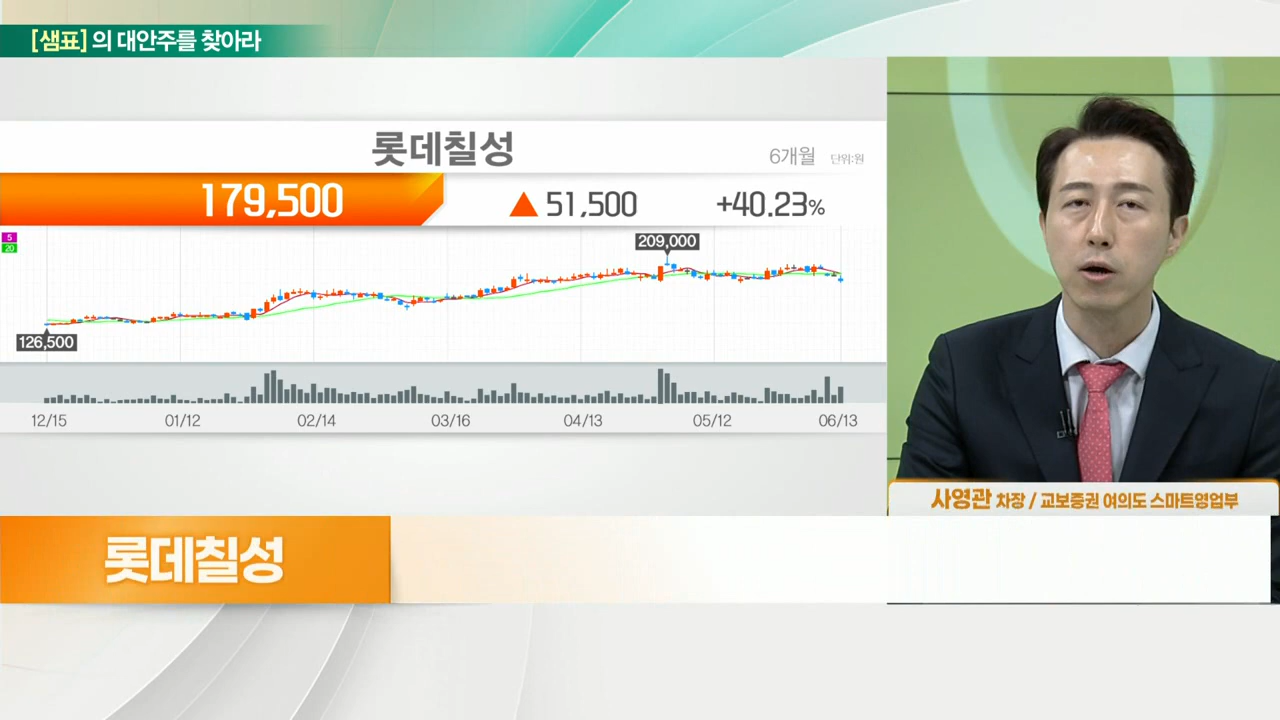 [샘표]의 대안주를 찾아라
롯데칠성
6개월 단위:원
179,500 ▲ 51,500 +40.23%
5
20
209,000
126,500
12/15 01/12 02/14 03/16 04/13 05/12 06/13
사영관 차장 / 교보증권 여의도 스마트영업부
롯데칠성